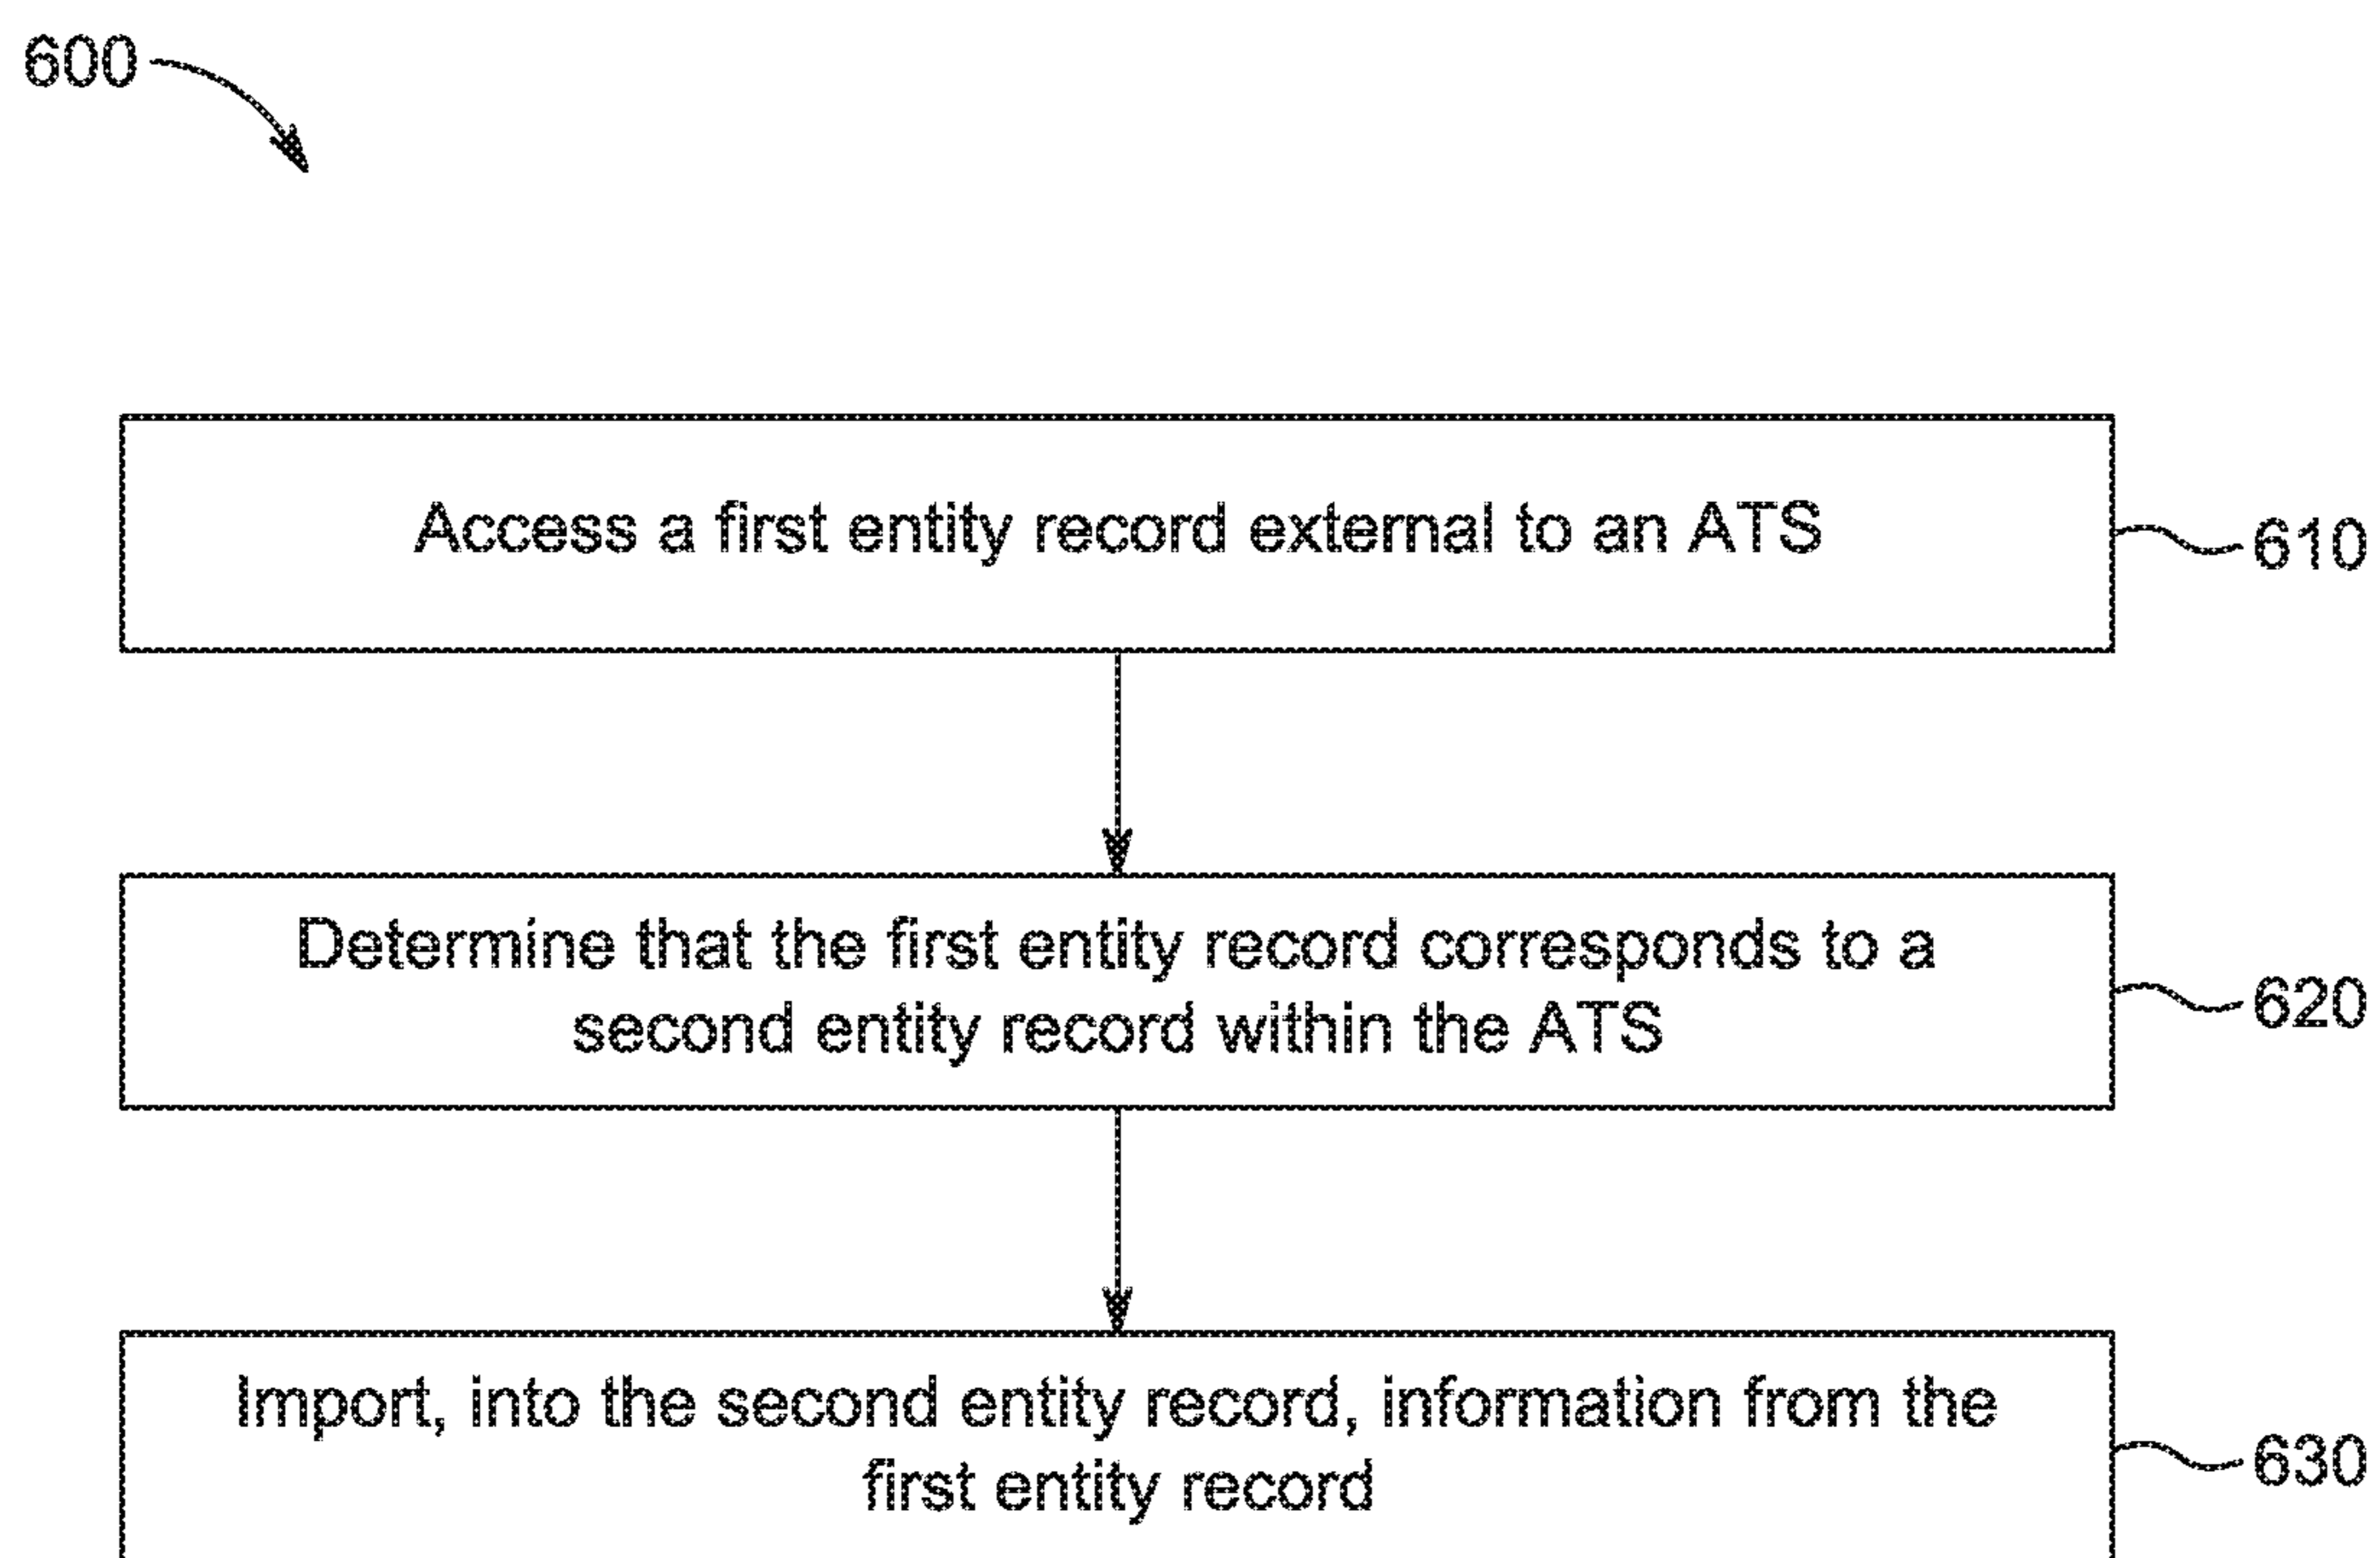 600
Access a first entity record external to an ATS
610
Determine that the first entity record corresponds to a
second entity record within the ATS
620
Import, into the second entity record, information from the
first entity record
630